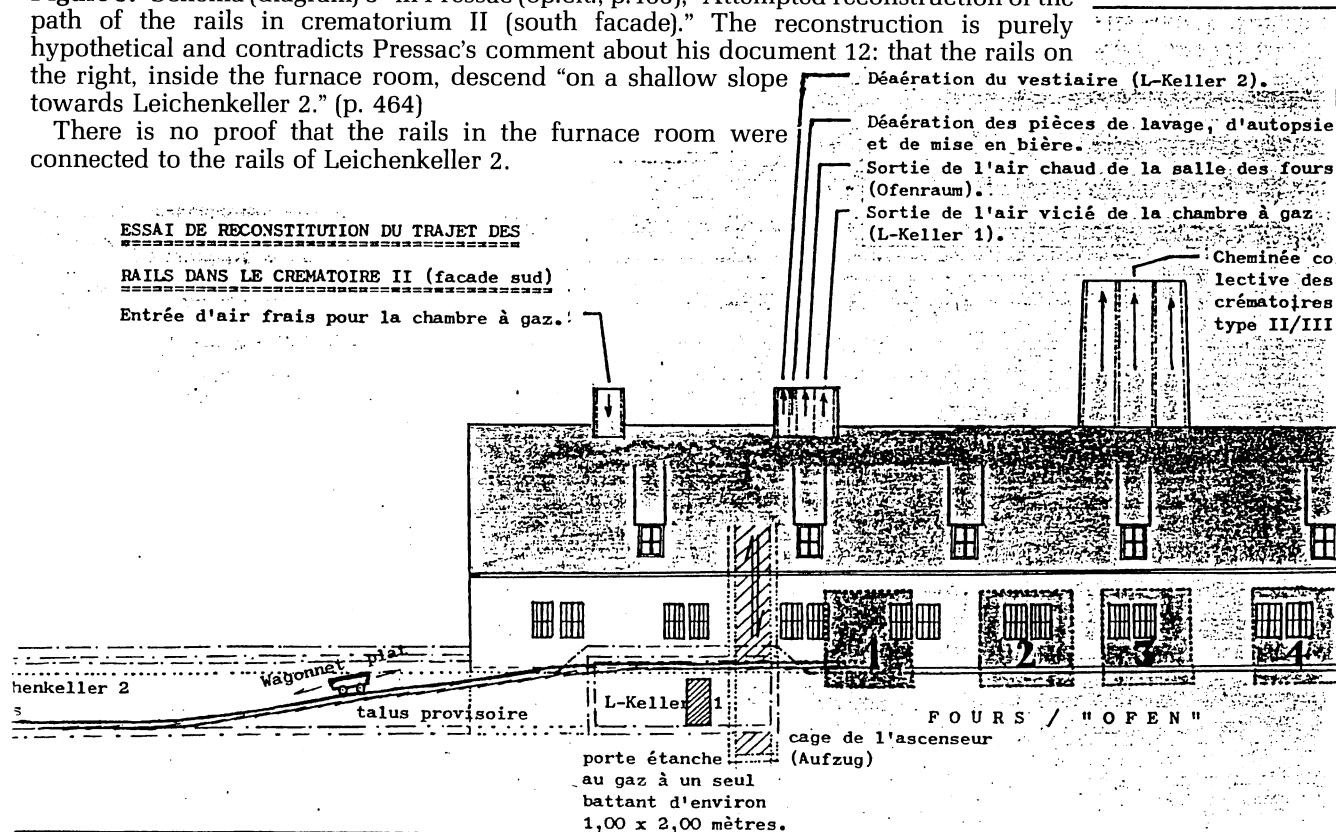 path of the rails in crematorium II (south facade)." The reconstruction is purely
hypothetical and contradicts Pressac's comment about his document 12: that the rails on
the right, inside the furnace room, descend "on a shallow slope
towards Leichenkeller 2." (p. 464)
There is no proof that the rails in the furnace room were
connected to the rails of Leichenkeller 2.
Déaération du vestiaire (L-Keller 2).
Déaération des pièces de lavage, d'autopsie
et de mise en bière.
Sortie de l'air chaud de la salle des fours
(Ofenraum).
Sortie de l'air vicié de la chambre à gaz
(L-Keller 1).
Cheminée co
lective des
crématoires
type II/III
ESSAI DE RECONSTITUTION DU TRAJET DES
RAILS DANS LE CREMATOIRE II (facade sud)
Entrée d'air frais pour la chambre à gaz.
Wagonnet plat
henkeller 2
s
talus provisoire
L-Keller 1
1 2 3 4
FOURS / "OFEN"
cage de l'ascenseur
(Aufzug)
porte étanche
au gaz à un seul
battant d'environ
1,00 x 2,00 mètres.